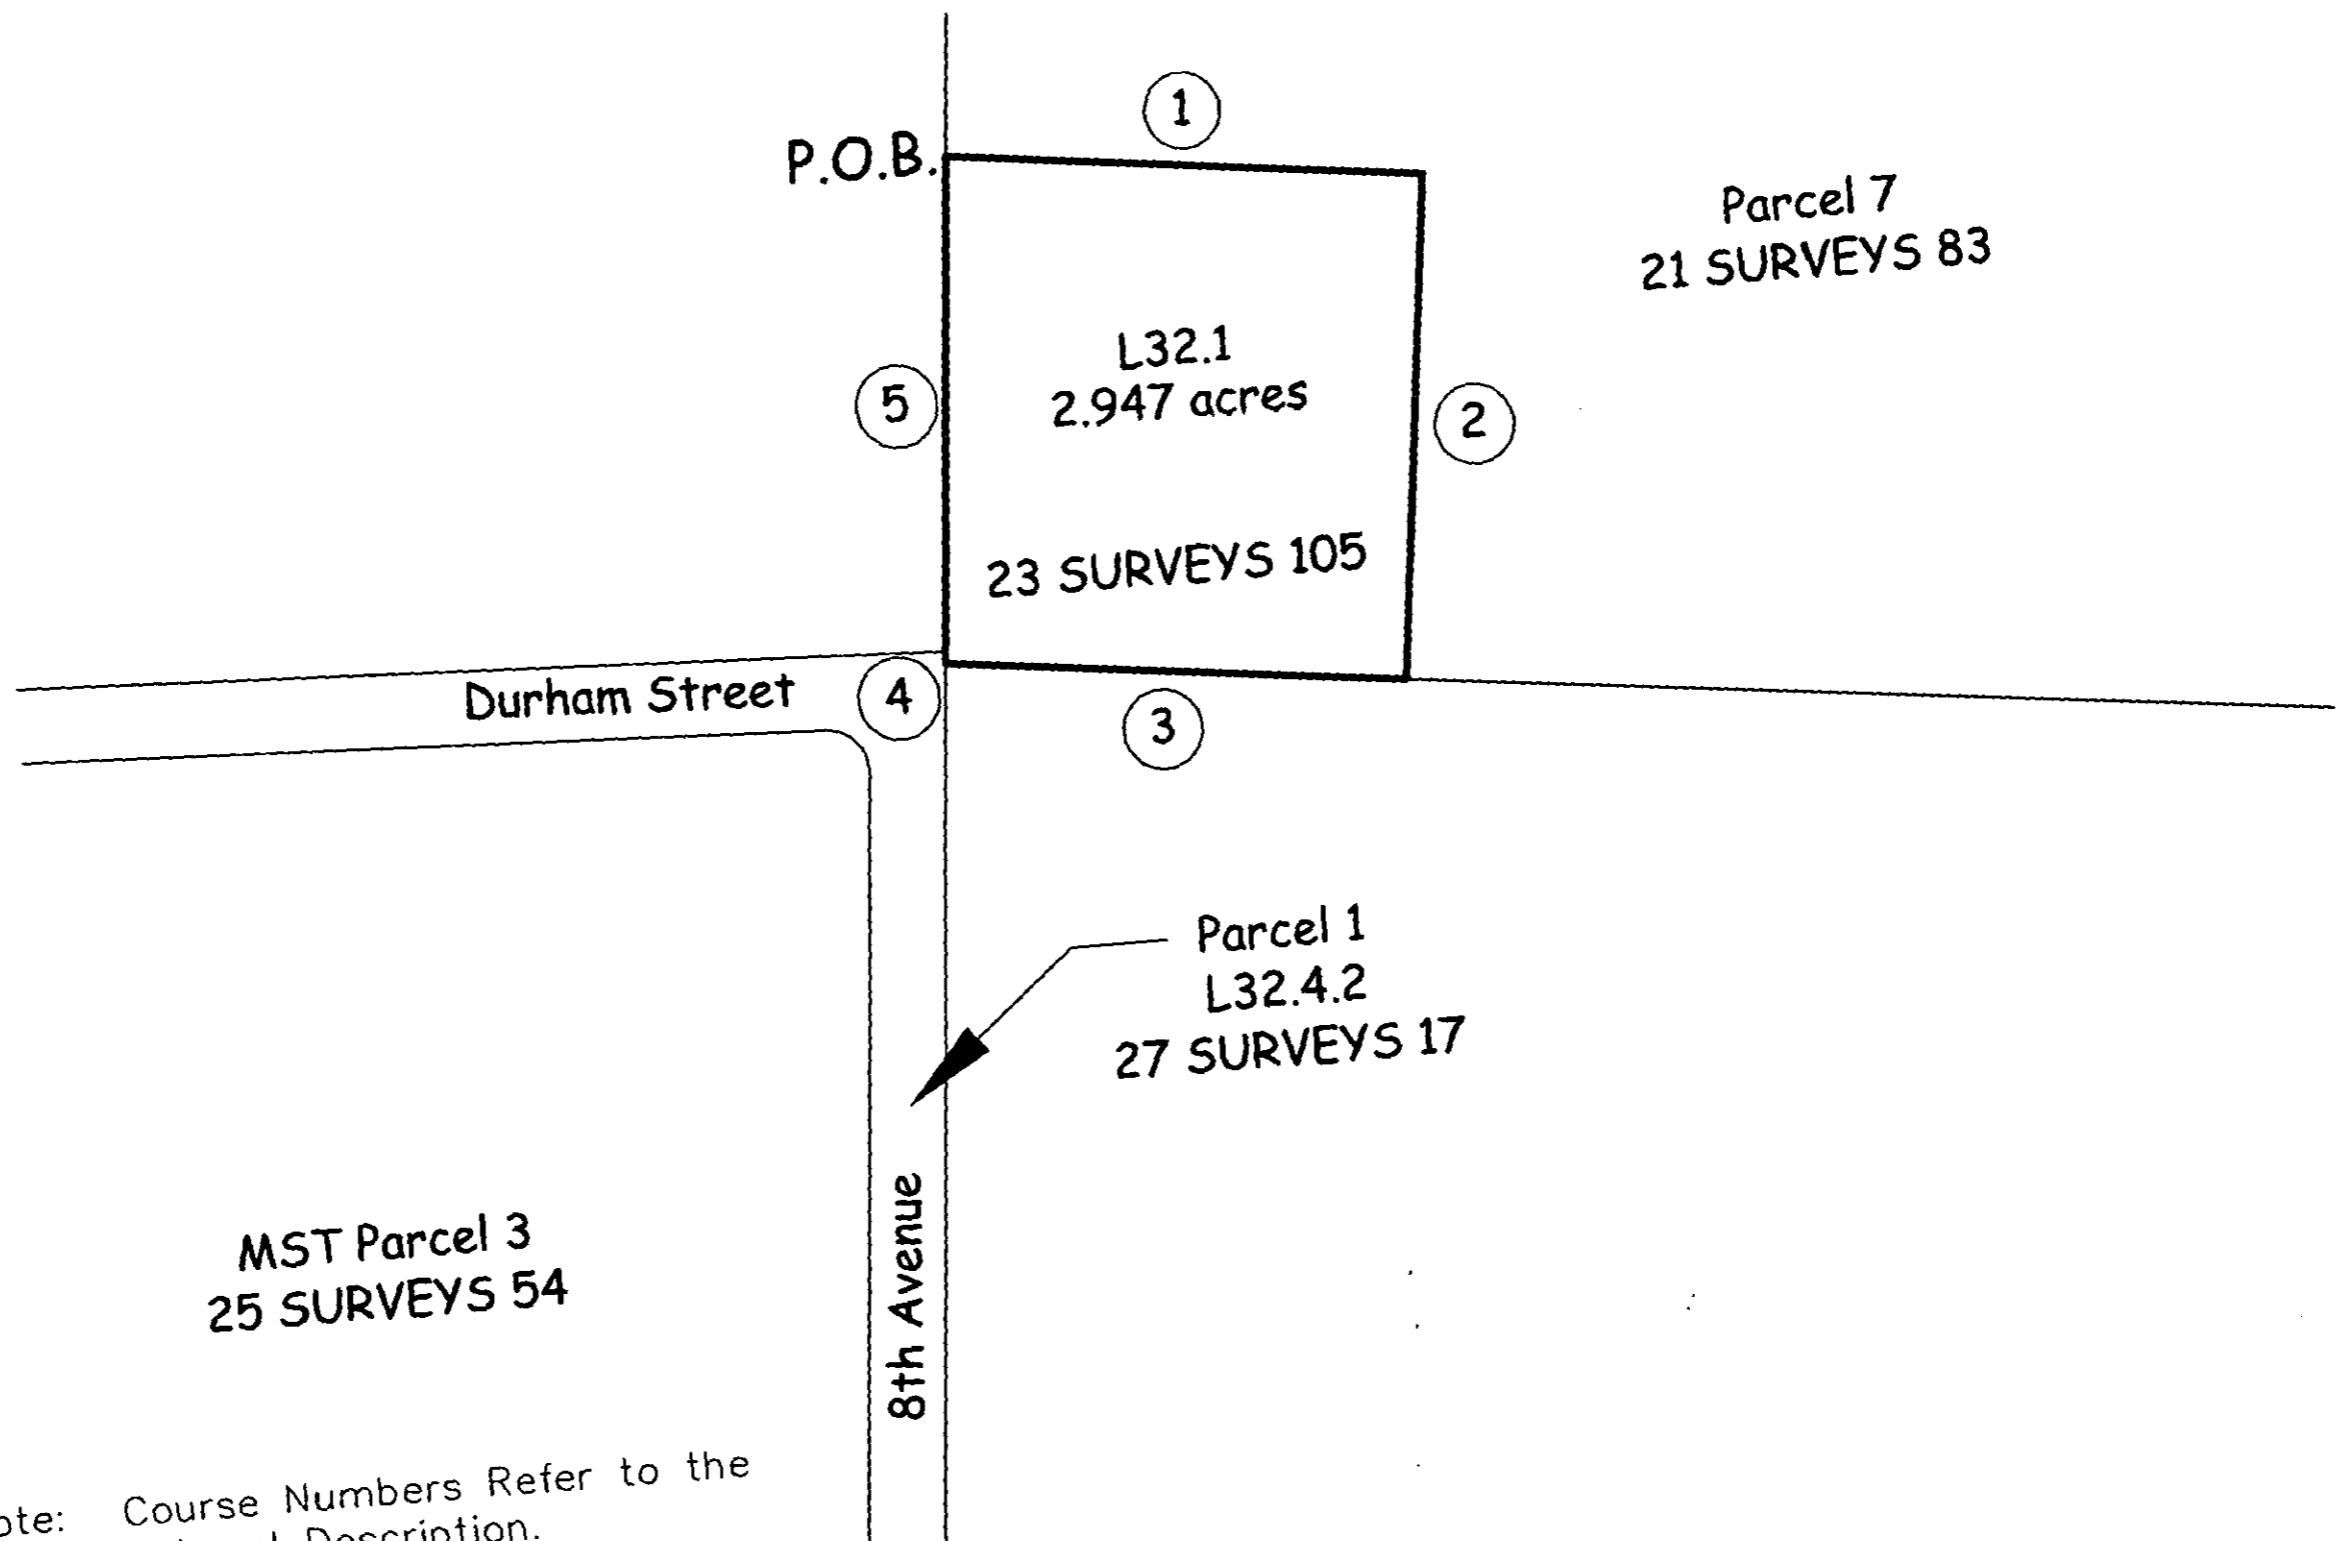 1
P.O.B.
Parcel 7
21 SURVEYS 83
L32.1
2.947 acres
5
2
23 SURVEYS 105
Durham Street
4
3
Parcel 1
L32.4.2
27 SURVEYS 17
8th Avenue
MST Parcel 3
25 SURVEYS 54
ote: Course Numbers Refer to the
Description.